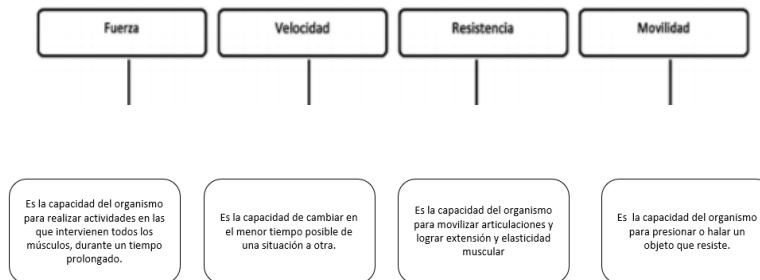 Fuerza
Velocidad
Resistencia
Movilidad
Es la capacidad del organismo
para realizar actividades en las
que intervienen todos los
músculos, durante un tiempo
prolongado.
Es la capacidad de cambiar en
el menor tiempo posible de
una situación a otra.
Es la capacidad del organismo
para movilizar articulaciones y
lograr extensión y elasticidad
muscular
Es la capacidad del organismo
para presionar o halar un
objeto que resiste.